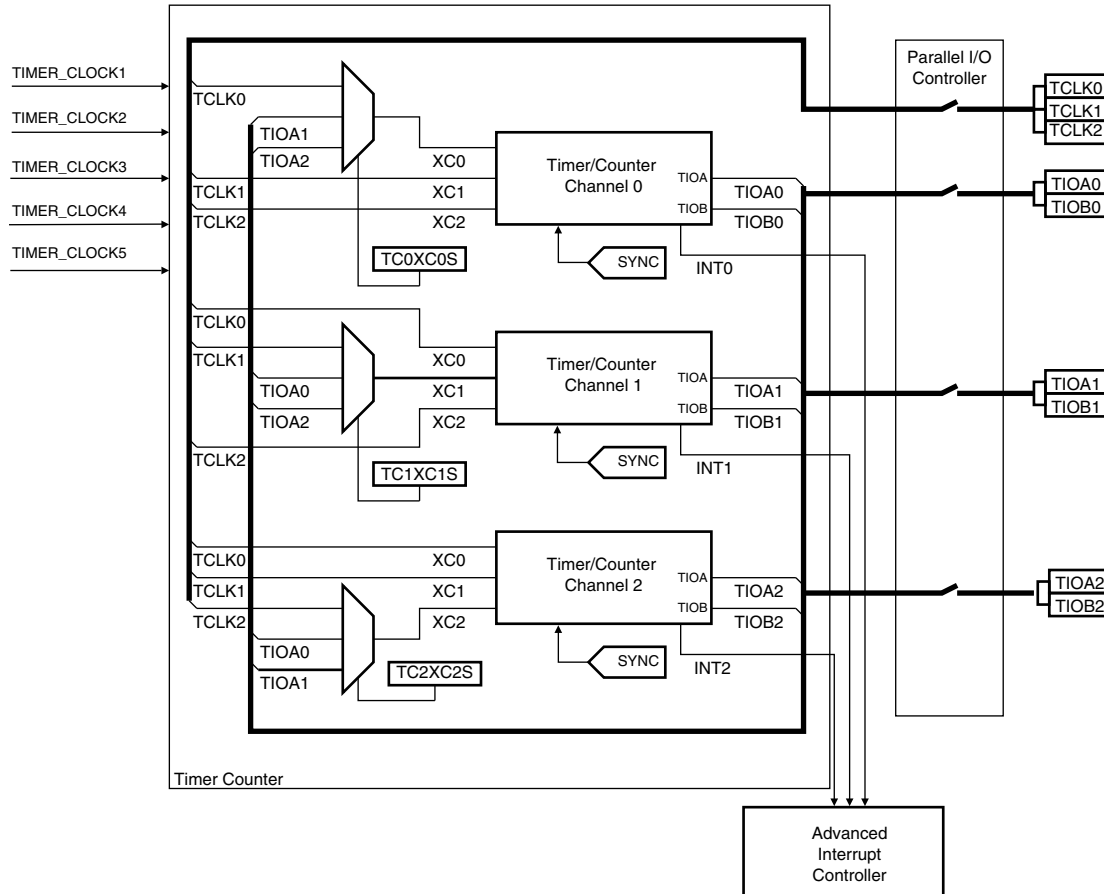 TIMER_CLOCK1
TIMER_CLOCK2
TIMER_CLOCK3
TIMER_CLOCK4
TIMER_CLOCK5
TCLK0
TIOA1
TIOA2
TCLK1
TCLK2
XC0
XC1
XC2
TC0XC0S
Timer/Counter
Channel 0
TIOA
TIOB
TIOA0
TIOB0
SYNC
INT0
TCLK0
TCLK1
TIOA0
TIOA2
TCLK2
XC0
XC1
XC2
TC1XC1S
Timer/Counter
Channel 1
TIOA
TIOB
TIOA1
TIOB1
SYNC
INT1
TCLK0
TCLK1
TCLK2
TIOA0
TIOA1
XC0
XC1
XC2
TC2XC2S
Timer/Counter
Channel 2
TIOA
TIOB
TIOA2
TIOB2
SYNC
INT2
Timer Counter
Parallel I/O
Controller
TCLK0
TCLK1
TCLK2
TIOA0
TIOB0
TIOA1
TIOB1
TIOA2
TIOB2
Advanced
Interrupt
Controller